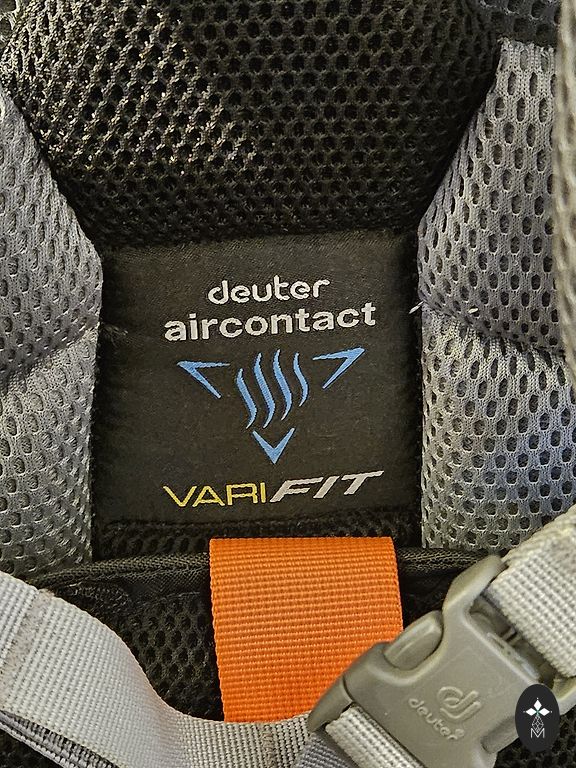 deuter
aircontact
VARIFIT
deuter
M